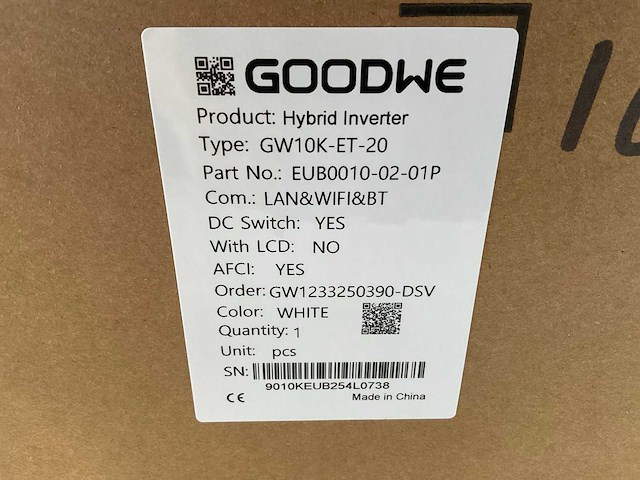 GOODWE
Product: Hybrid Inverter
Type: GW10K-ET-20
Part No.: EUB0010-02-01P
Com.: LAN&WIFI&BT
DC Switch: YES
With LCD: NO
AFCI: YES
Order: GW1233250390-DSV
Color: WHITE
Quantity: 1
Unit: pcs
SN:
9010KEUB254L0738
CE Made in China